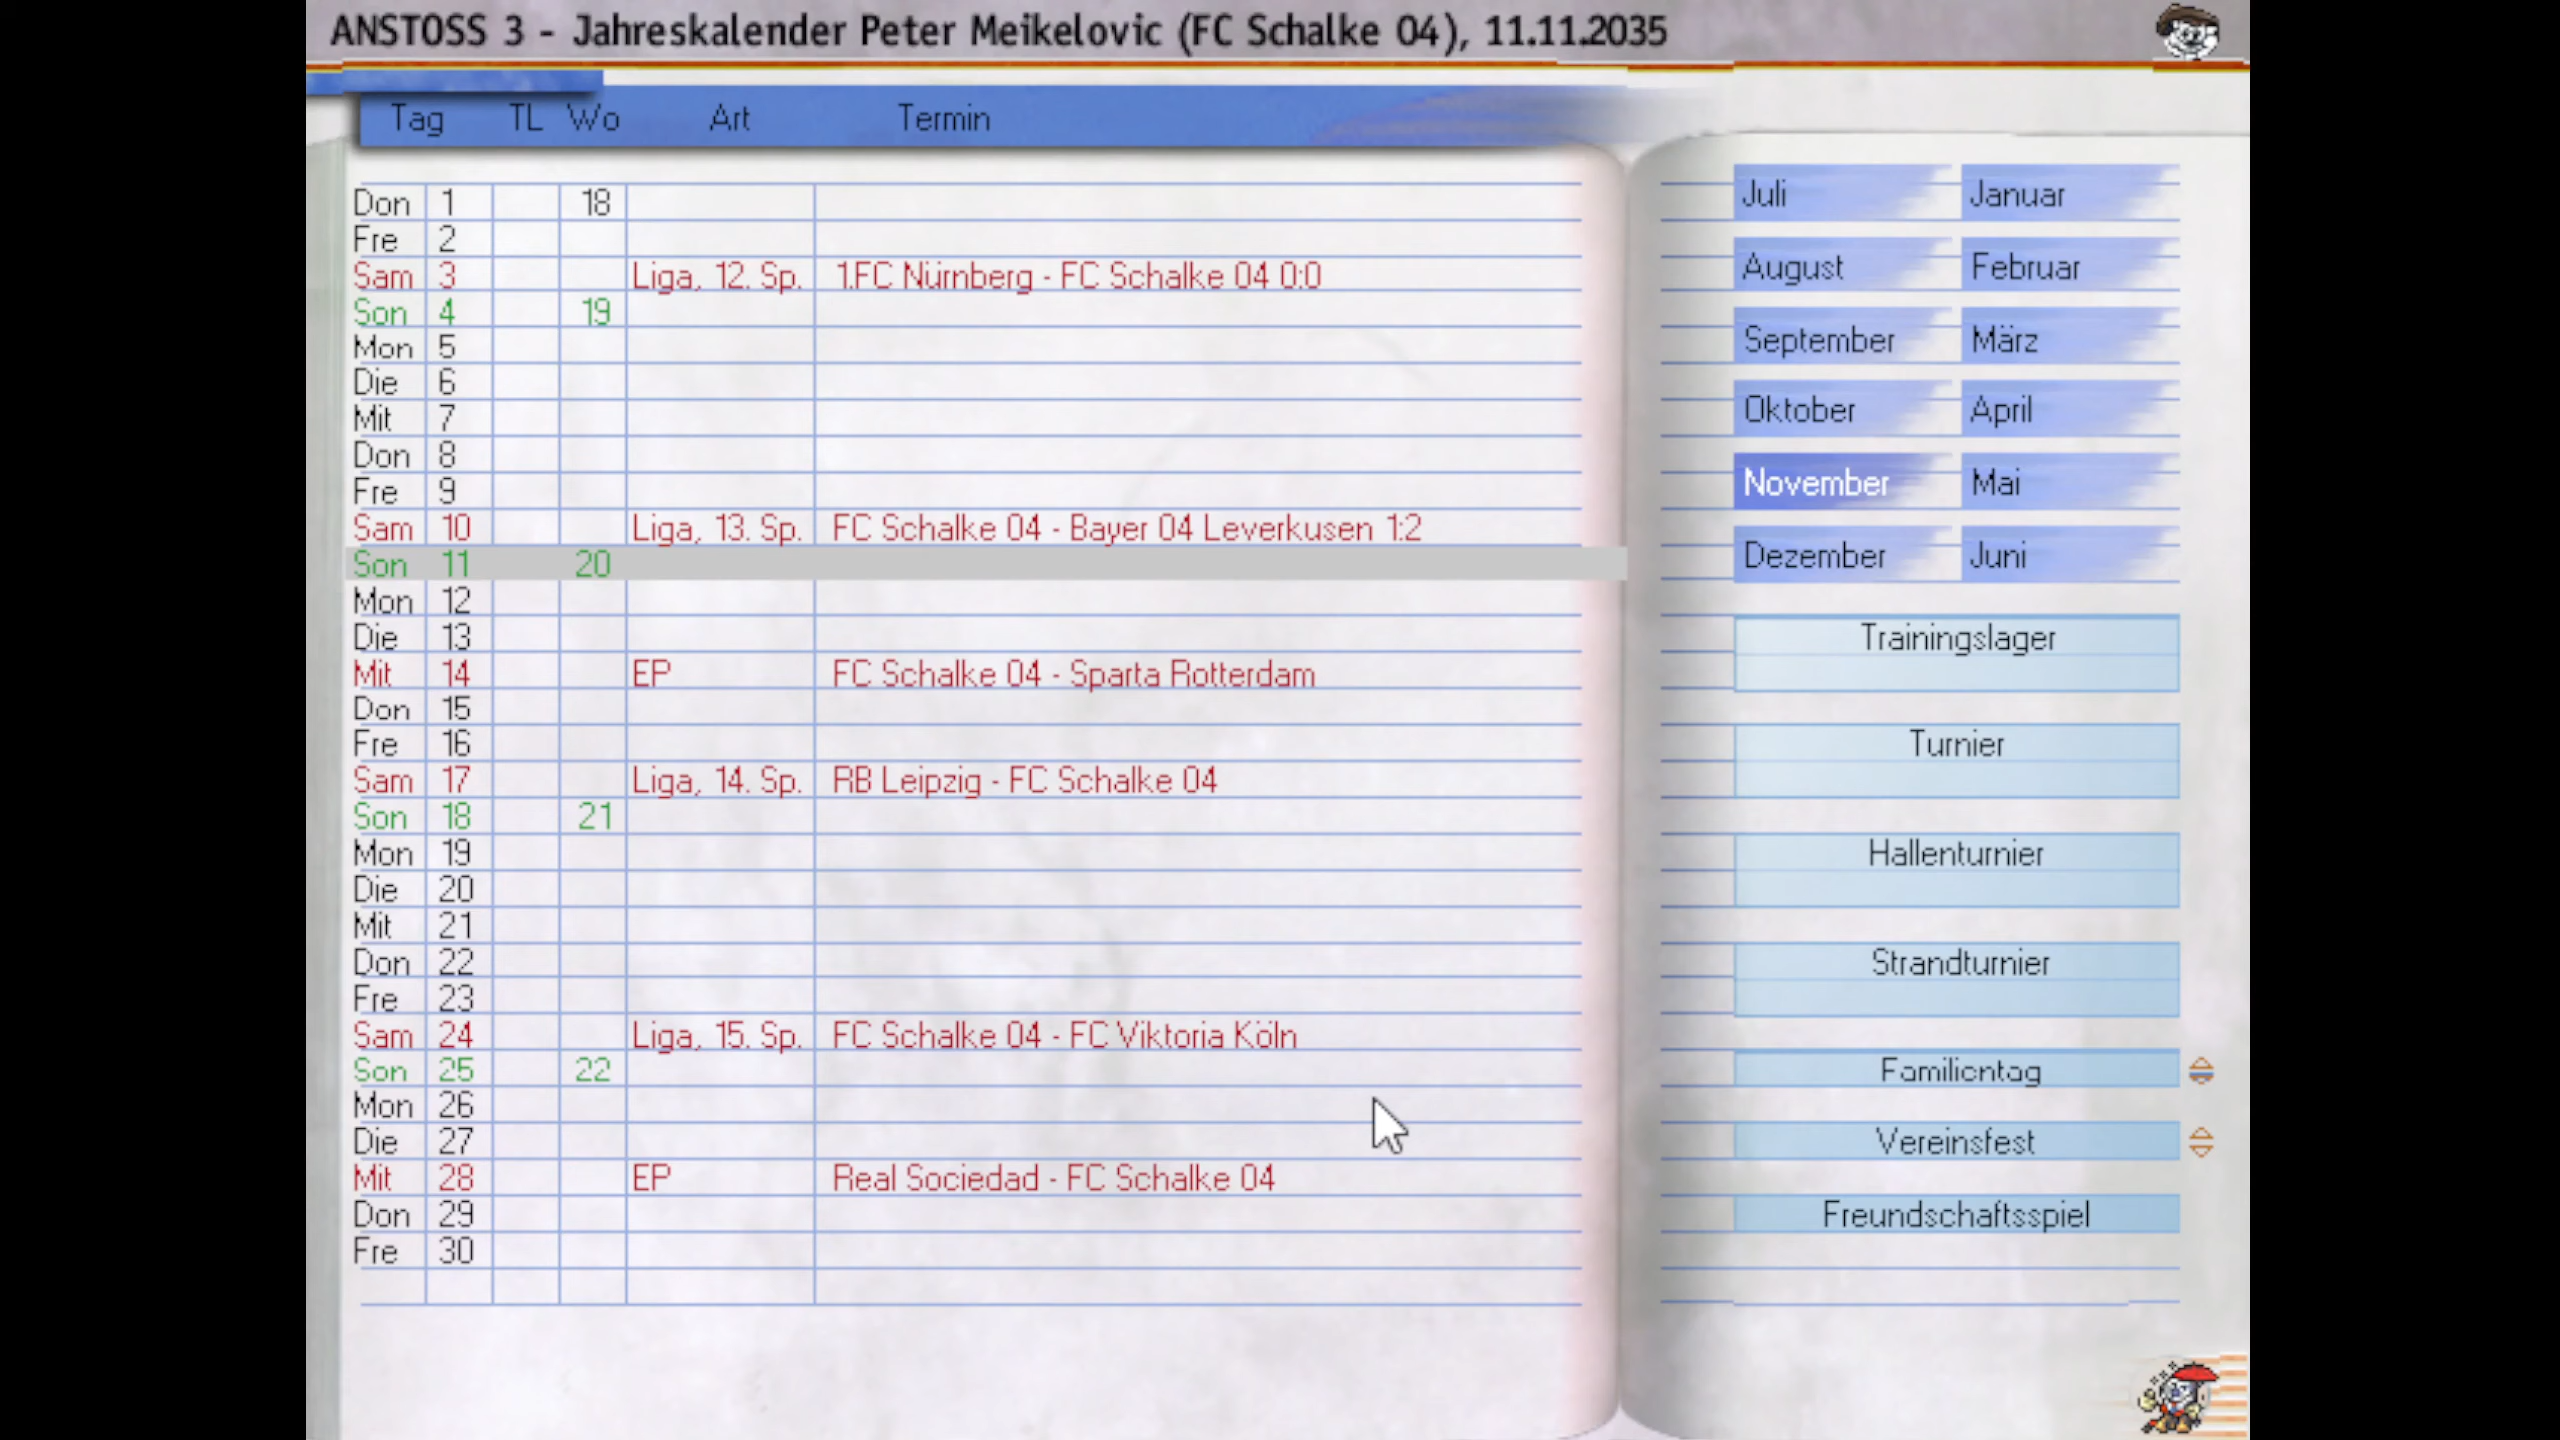 ANSTOSS 3 - Jahreskalender Peter Meikelovic (FC Schalke 04), 11.11.2035
Tag TL Wo Art Termin
Don 1 18
Fre 2
Sam 3 Liga, 12. Sp. 1.FC Nürnberg - FC Schalke 04 0:0
Son 4 19
Mon 5
Die 6
Mit 7
Don 8
Fre 9
Sam 10 Liga, 13. Sp. FC Schalke 04 - Bayer 04 Leverkusen 1:2
Son 11 20
Mon 12
Die 13
Mit 14 EP FC Schalke 04 - Sparta Rotterdam
Don 15
Fre 16
Sam 17 Liga, 14. Sp. RB Leipzig - FC Schalke 04
Son 18 21
Mon 19
Die 20
Mit 21
Don 22
Fre 23
Sam 24 Liga, 15. Sp. FC Schalke 04 - FC Viktoria Köln
Son 25 22
Mon 26
Die 27
Mit 28 EP Real Sociedad - FC Schalke 04
Don 29
Fre 30
Juli Januar
August Februar
September März
Oktober April
November Mai
Dezember Juni
Trainingslager
Turnier
Hallenturnier
Strandturnier
Familientag
Vereinsfest
Freundschaftsspiel